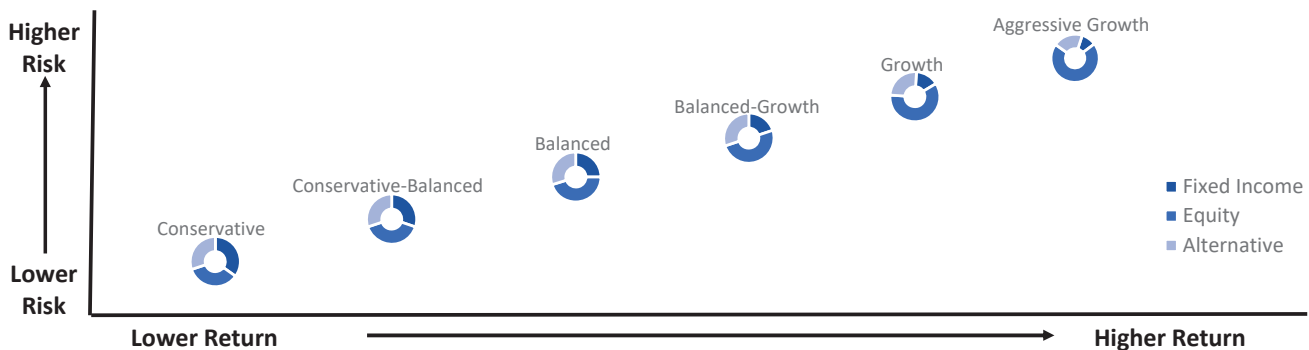 Higher
Risk
Aggressive Growth
Growth
Balanced-Growth
Balanced
Conservative-Balanced
Conservative
Fixed Income
Equity
Alternative
Lower
Risk
Lower Return
Higher Return